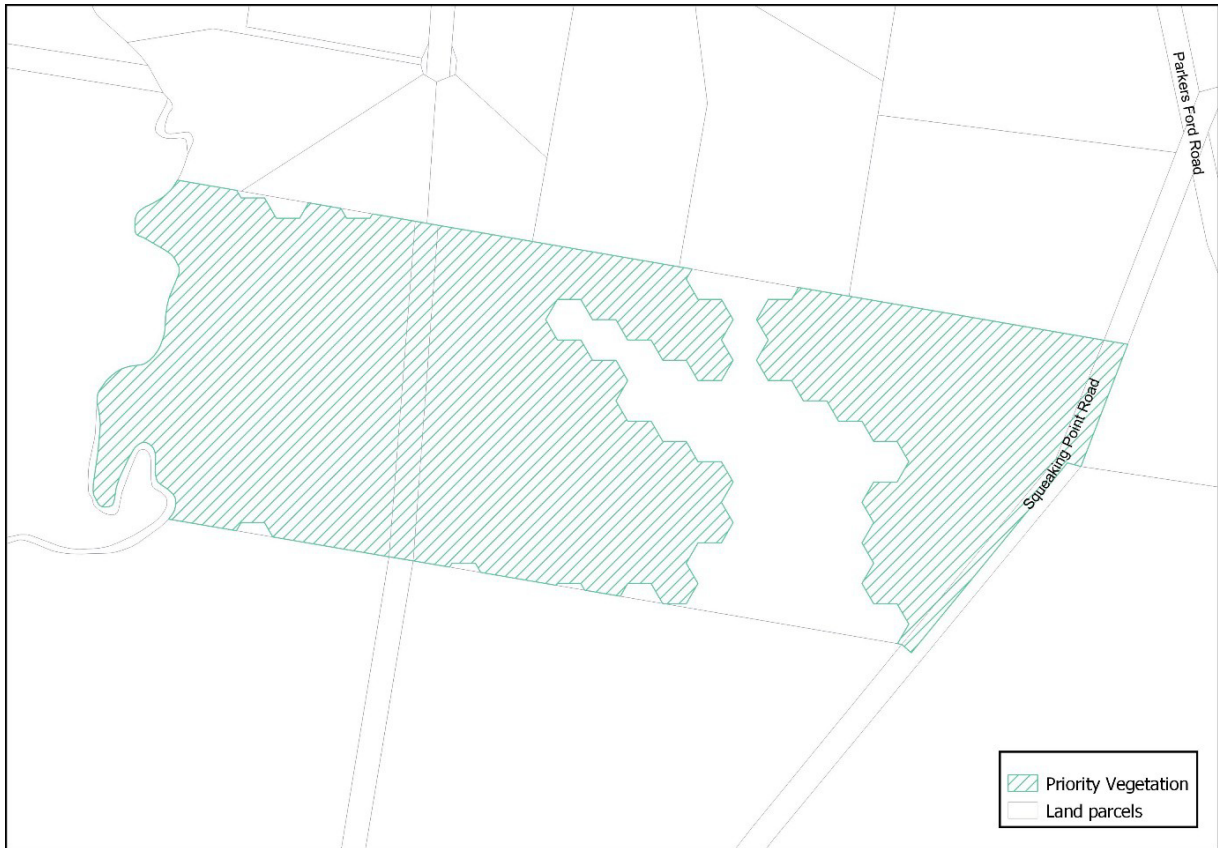 Parkers Ford Road
Squeaking Point Road
Priority Vegetation
Land parcels